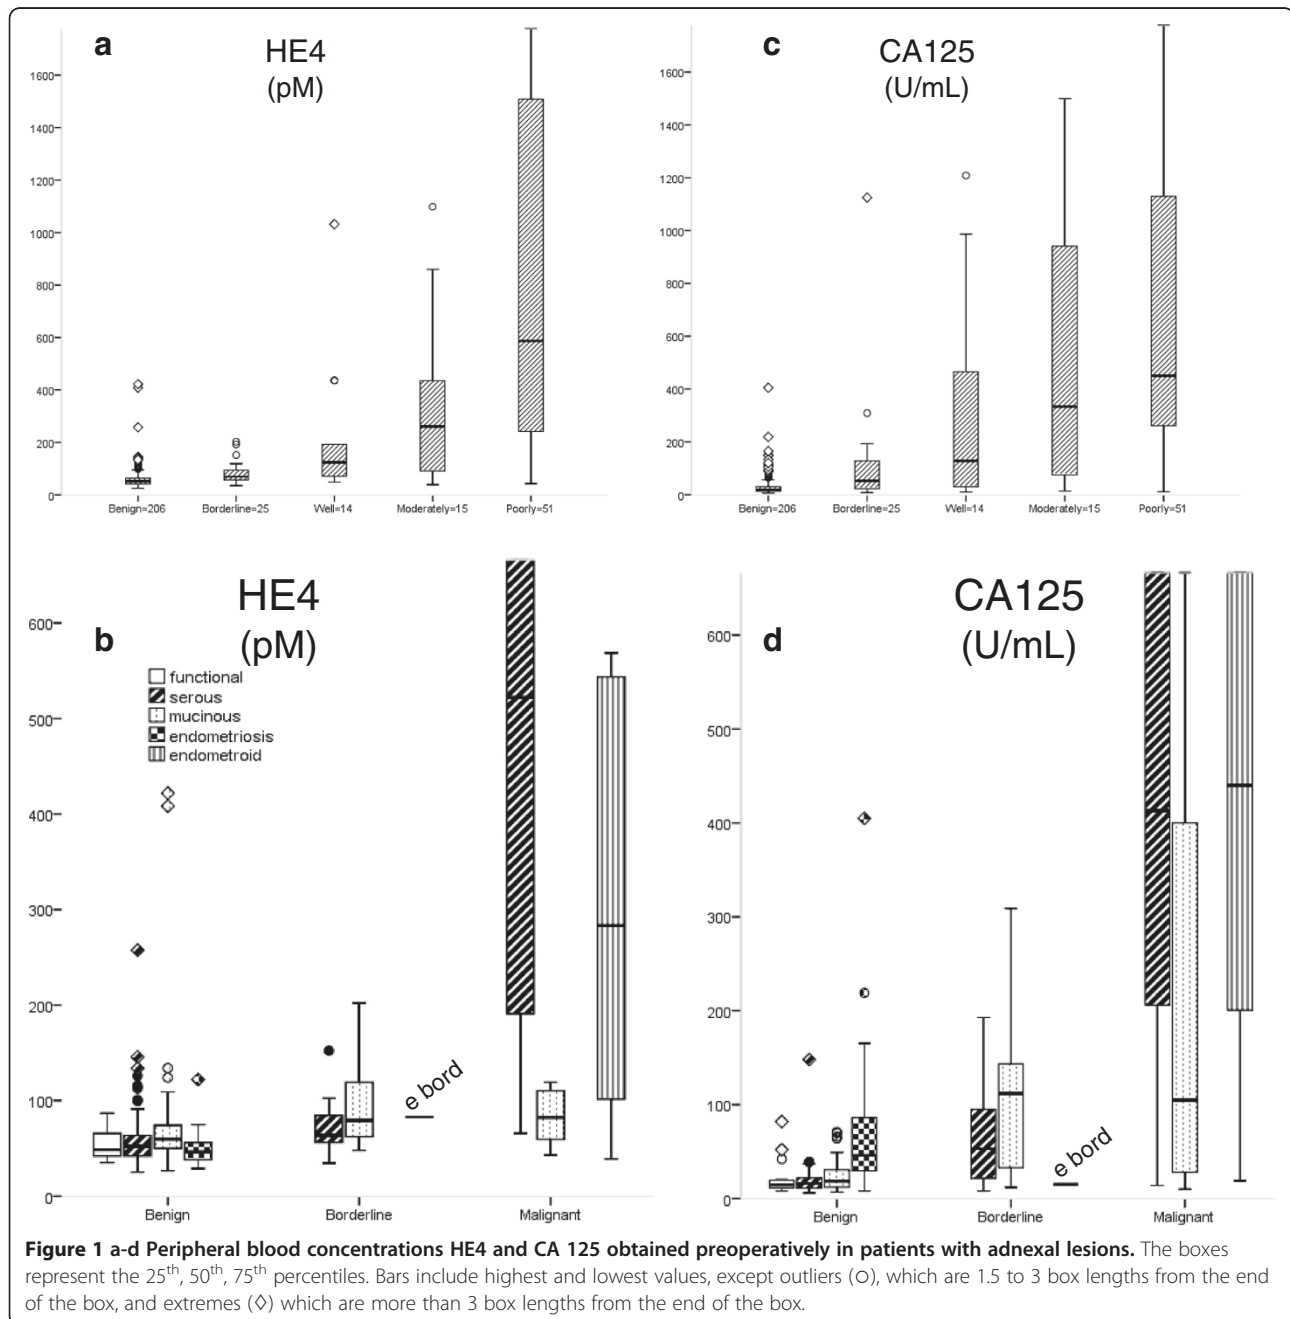 a
HE4
(pM)
1600
1400
1200
1000
800
600
400
200
0
Benign=206 Borderline=25 Well=14 Moderately=15 Poorly=51
c
CA125
(U/mL)
1600
1400
1200
1000
800
600
400
200
0
Benign=206 Borderline=25 Well=14 Moderately=15 Poorly=51
b
HE4
(pM)
functional
serous
mucinous
endometriosis
endometroid
600
500
400
300
200
100
0
e bord
Benign Borderline Malignant
d
CA125
(U/mL)
600
500
400
300
200
100
0
e bord
Benign Borderline Malignant
Figure 1 a-d Peripheral blood concentrations HE4 and CA 125 obtained preoperatively in patients with adnexal lesions. The boxes
represent the 25th, 50th, 75th percentiles. Bars include highest and lowest values, except outliers (○), which are 1.5 to 3 box lengths from the end
of the box, and extremes (◊) which are more than 3 box lengths from the end of the box.